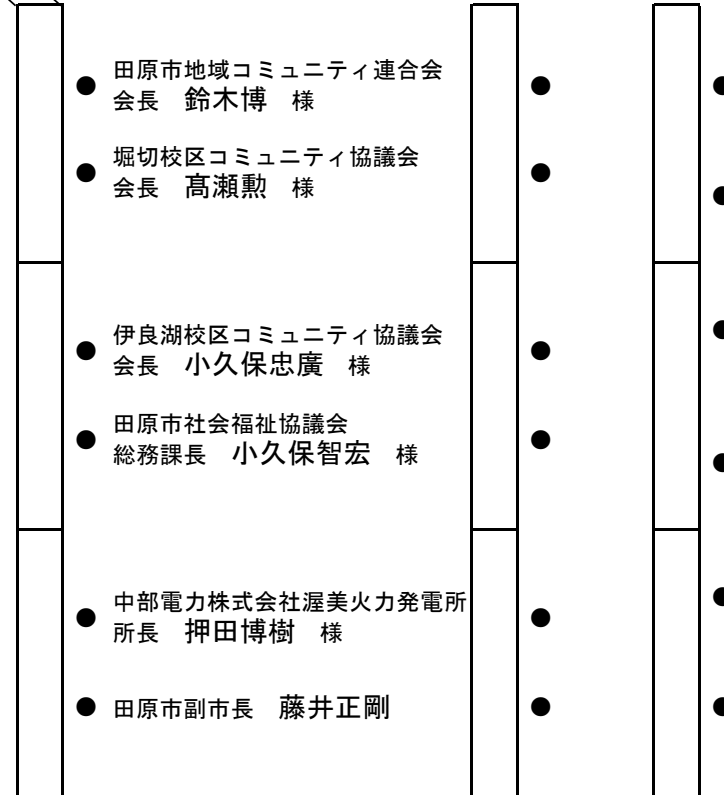 田原市地域コミュニティ連合会
会長　鈴木博　様
堀切校区コミュニティ協議会
会長　髙瀬勲　様
伊良湖校区コミュニティ協議会
会長　小久保忠廣　様
田原市社会福祉協議会
総務課長　小久保智宏　様
中部電力株式会社渥美火力発電所
所長　押田博樹　様
田原市副市長　藤井正剛